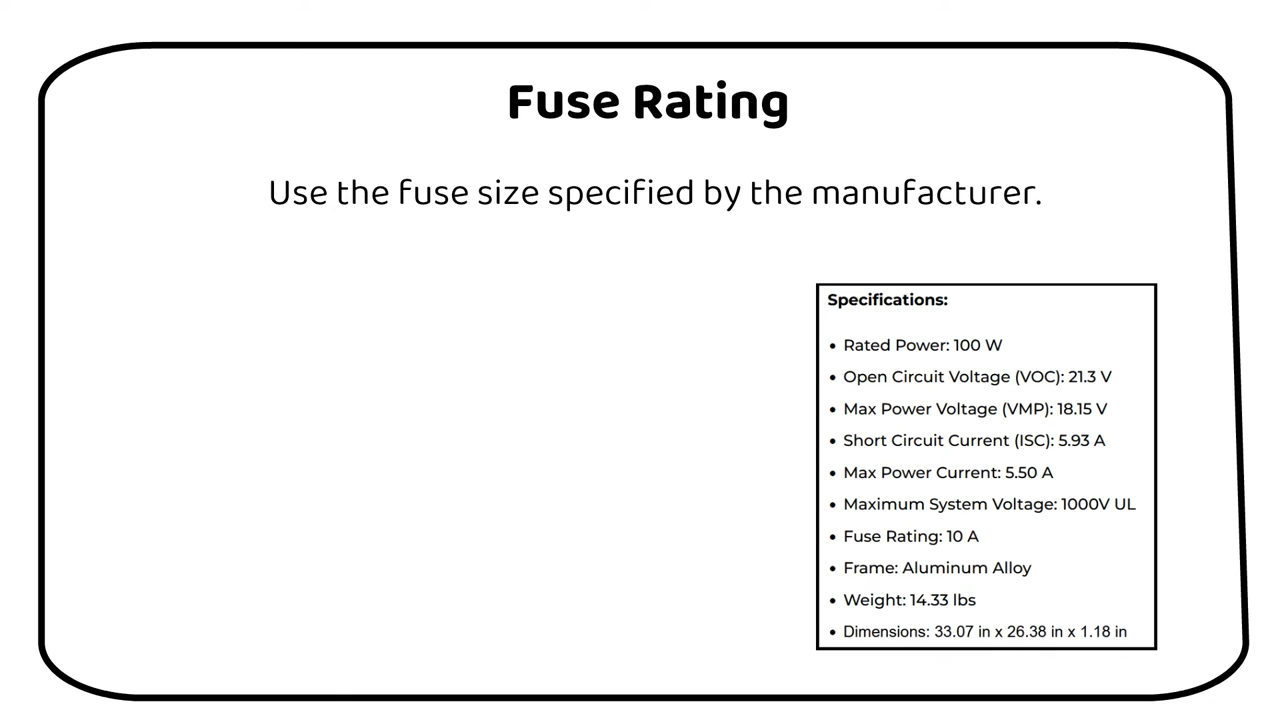 Fuse Rating
Use the fuse size specified by the manufacturer.
Specifications:
• Rated Power: 100 W
• Open Circuit Voltage (VOC): 21.3 V
• Max Power Voltage (VMP): 18.15 V
• Short Circuit Current (ISC): 5.93 A
• Max Power Current: 5.50 A
• Maximum System Voltage: 1000V UL
• Fuse Rating: 10 A
• Frame: Aluminum Alloy
• Weight: 14.33 lbs
• Dimensions: 33.07 in x 26.38 in x 1.18 in